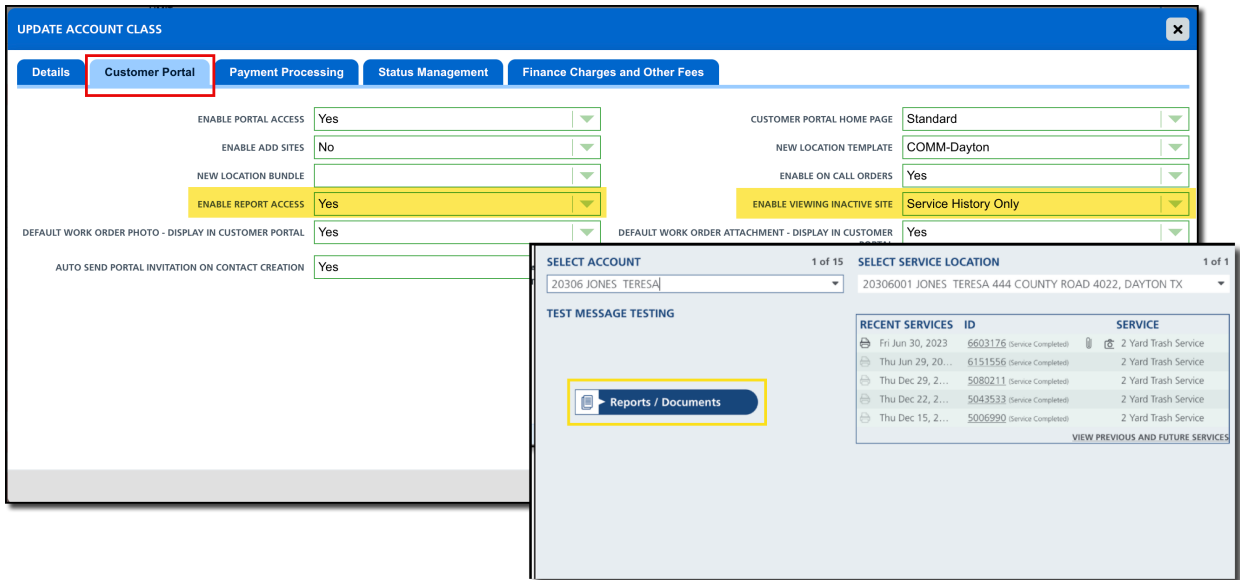 UPDATE ACCOUNT CLASS
Details
Customer Portal
Payment Processing
Status Management
Finance Charges and Other Fees
ENABLE PORTAL ACCESS Yes
CUSTOMER PORTAL HOME PAGE Standard
ENABLE ADD SITES No
NEW LOCATION TEMPLATE COMM-Dayton
NEW LOCATION BUNDLE
ENABLE ON CALL ORDERS Yes
ENABLE REPORT ACCESS Yes
ENABLE VIEWING INACTIVE SITE Service History Only
DEFAULT WORK ORDER PHOTO - DISPLAY IN CUSTOMER PORTAL Yes
DEFAULT WORK ORDER ATTACHMENT - DISPLAY IN CUSTOMER Yes
AUTO SEND PORTAL INVITATION ON CONTACT CREATION Yes
SELECT ACCOUNT 1 of 15
20306 JONES TERESA
SELECT SERVICE LOCATION 1 of 1
20306001 JONES TERESA 444 COUNTY ROAD 4022, DAYTON TX
TEST MESSAGE TESTING
Reports / Documents
RECENT SERVICES ID SERVICE
Fri Jun 30, 2023 6603176 (Service Completed) 2 Yard Trash Service
Thu Jun 29, 20... 6151556 (Service Completed) 2 Yard Trash Service
Thu Dec 29, 2... 5080211 (Service Completed) 2 Yard Trash Service
Thu Dec 22, 2... 5043533 (Service Completed) 2 Yard Trash Service
Thu Dec 15, 2... 5006990 (Service Completed) 2 Yard Trash Service
VIEW PREVIOUS AND FUTURE SERVICES